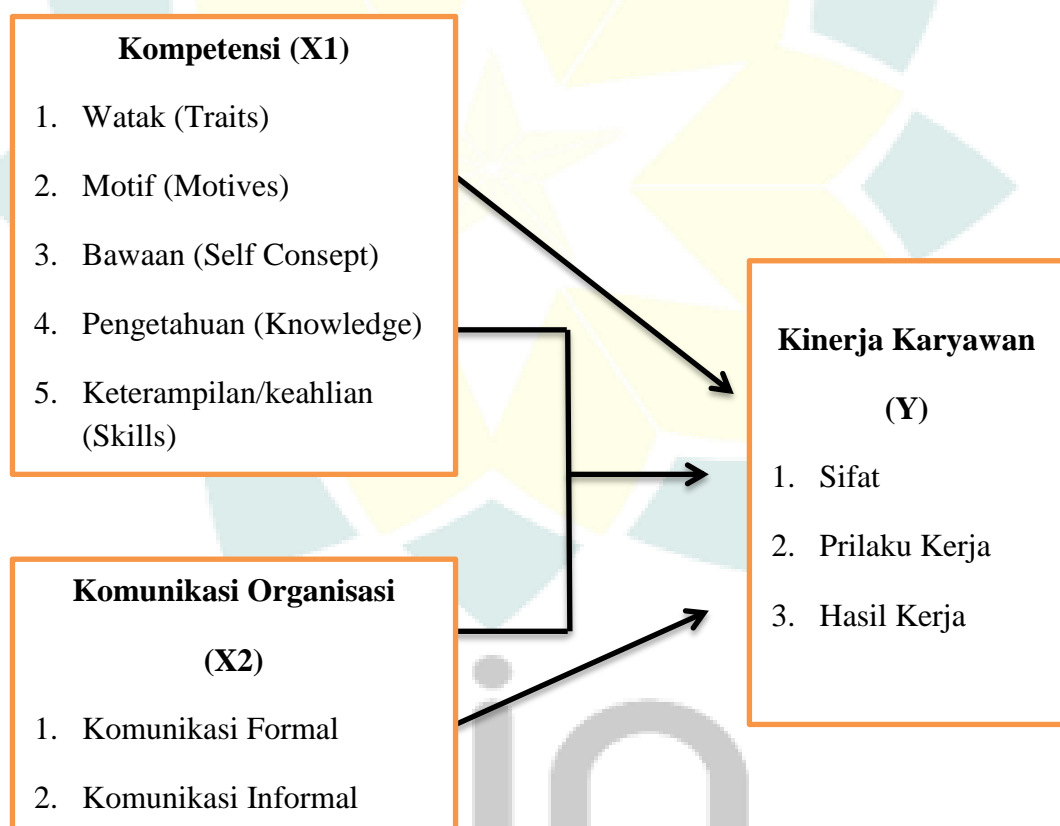 Kompetensi (X1)
1. Watak (Traits)
2. Motif (Motives)
3. Bawaan (Self Consept)
4. Pengetahuan (Knowledge)
5. Keterampilan/keahlian
(Skills)
Komunikasi Organisasi
(X2)
1. Komunikasi Formal
2. Komunikasi Informal
Kinerja Karyawan
(Y)
1. Sifat
2. Prilaku Kerja
3. Hasil Kerja
in